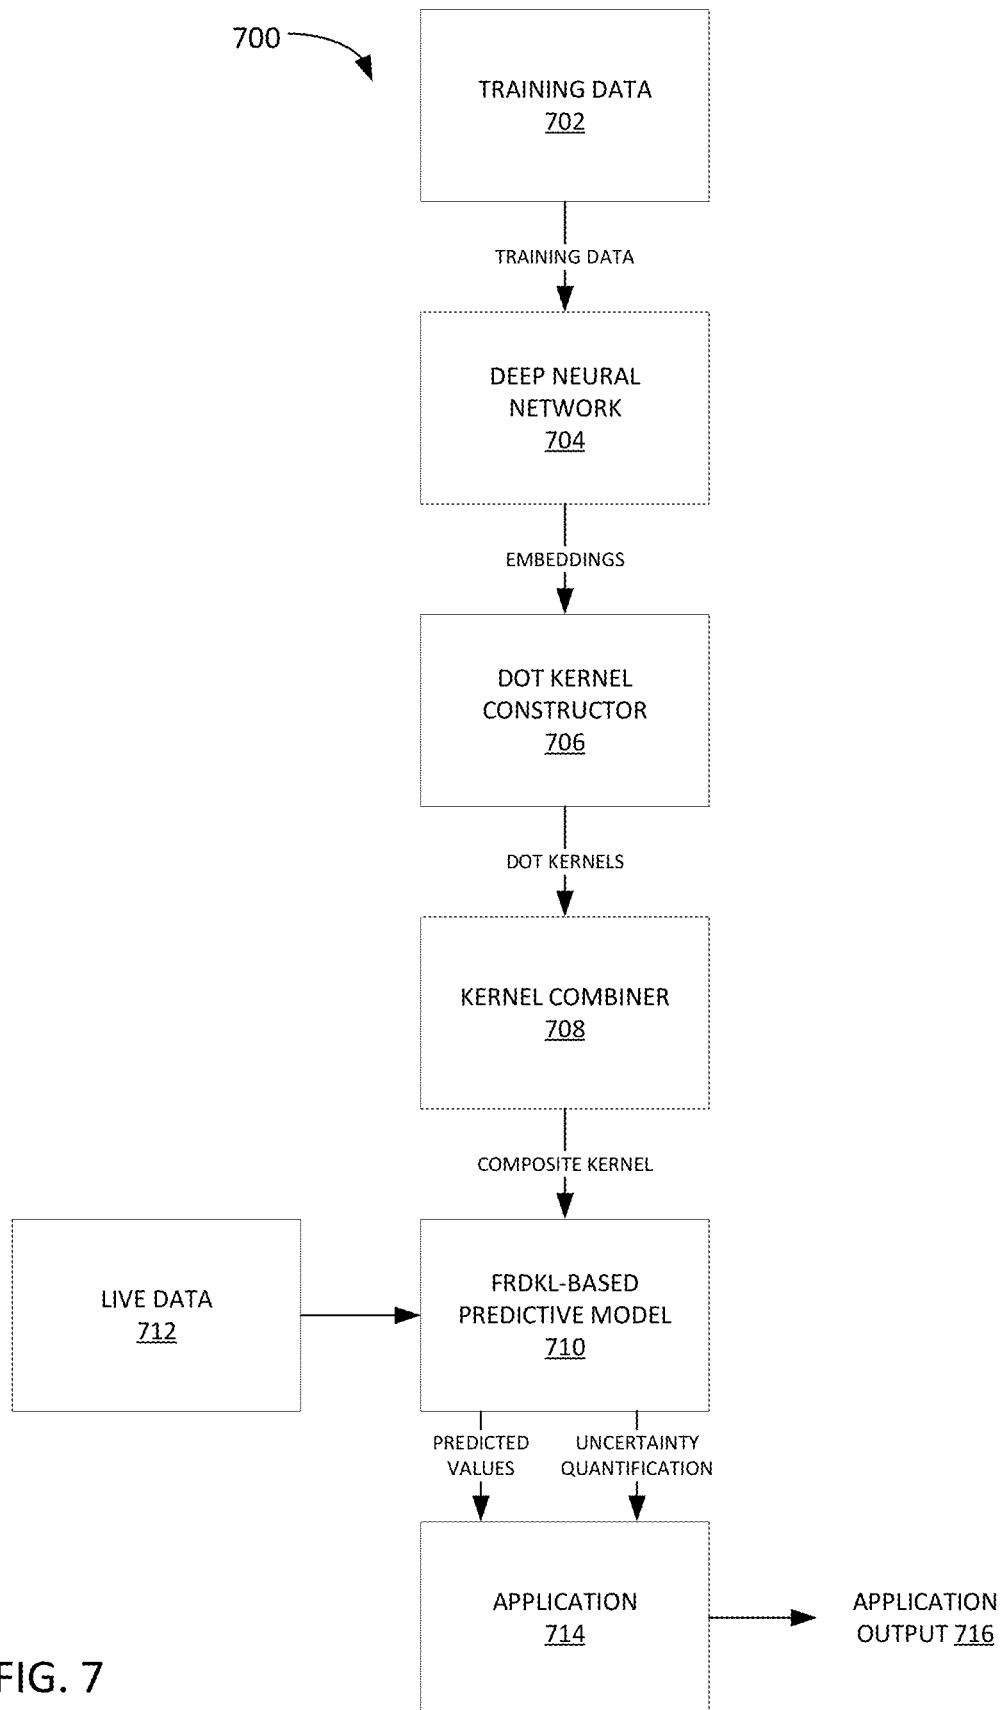 700
TRAINING DATA
702
TRAINING DATA
DEEP NEURAL
NETWORK
704
EMBEDDINGS
DOT KERNEL
CONSTRUCTOR
706
DOT KERNELS
KERNEL COMBINER
708
COMPOSITE KERNEL
LIVE DATA
712
FRDKL-BASED
PREDICTIVE MODEL
710
PREDICTED
VALUES
UNCERTAINTY
QUANTIFICATION
APPLICATION
714
APPLICATION
OUTPUT 716
FIG. 7